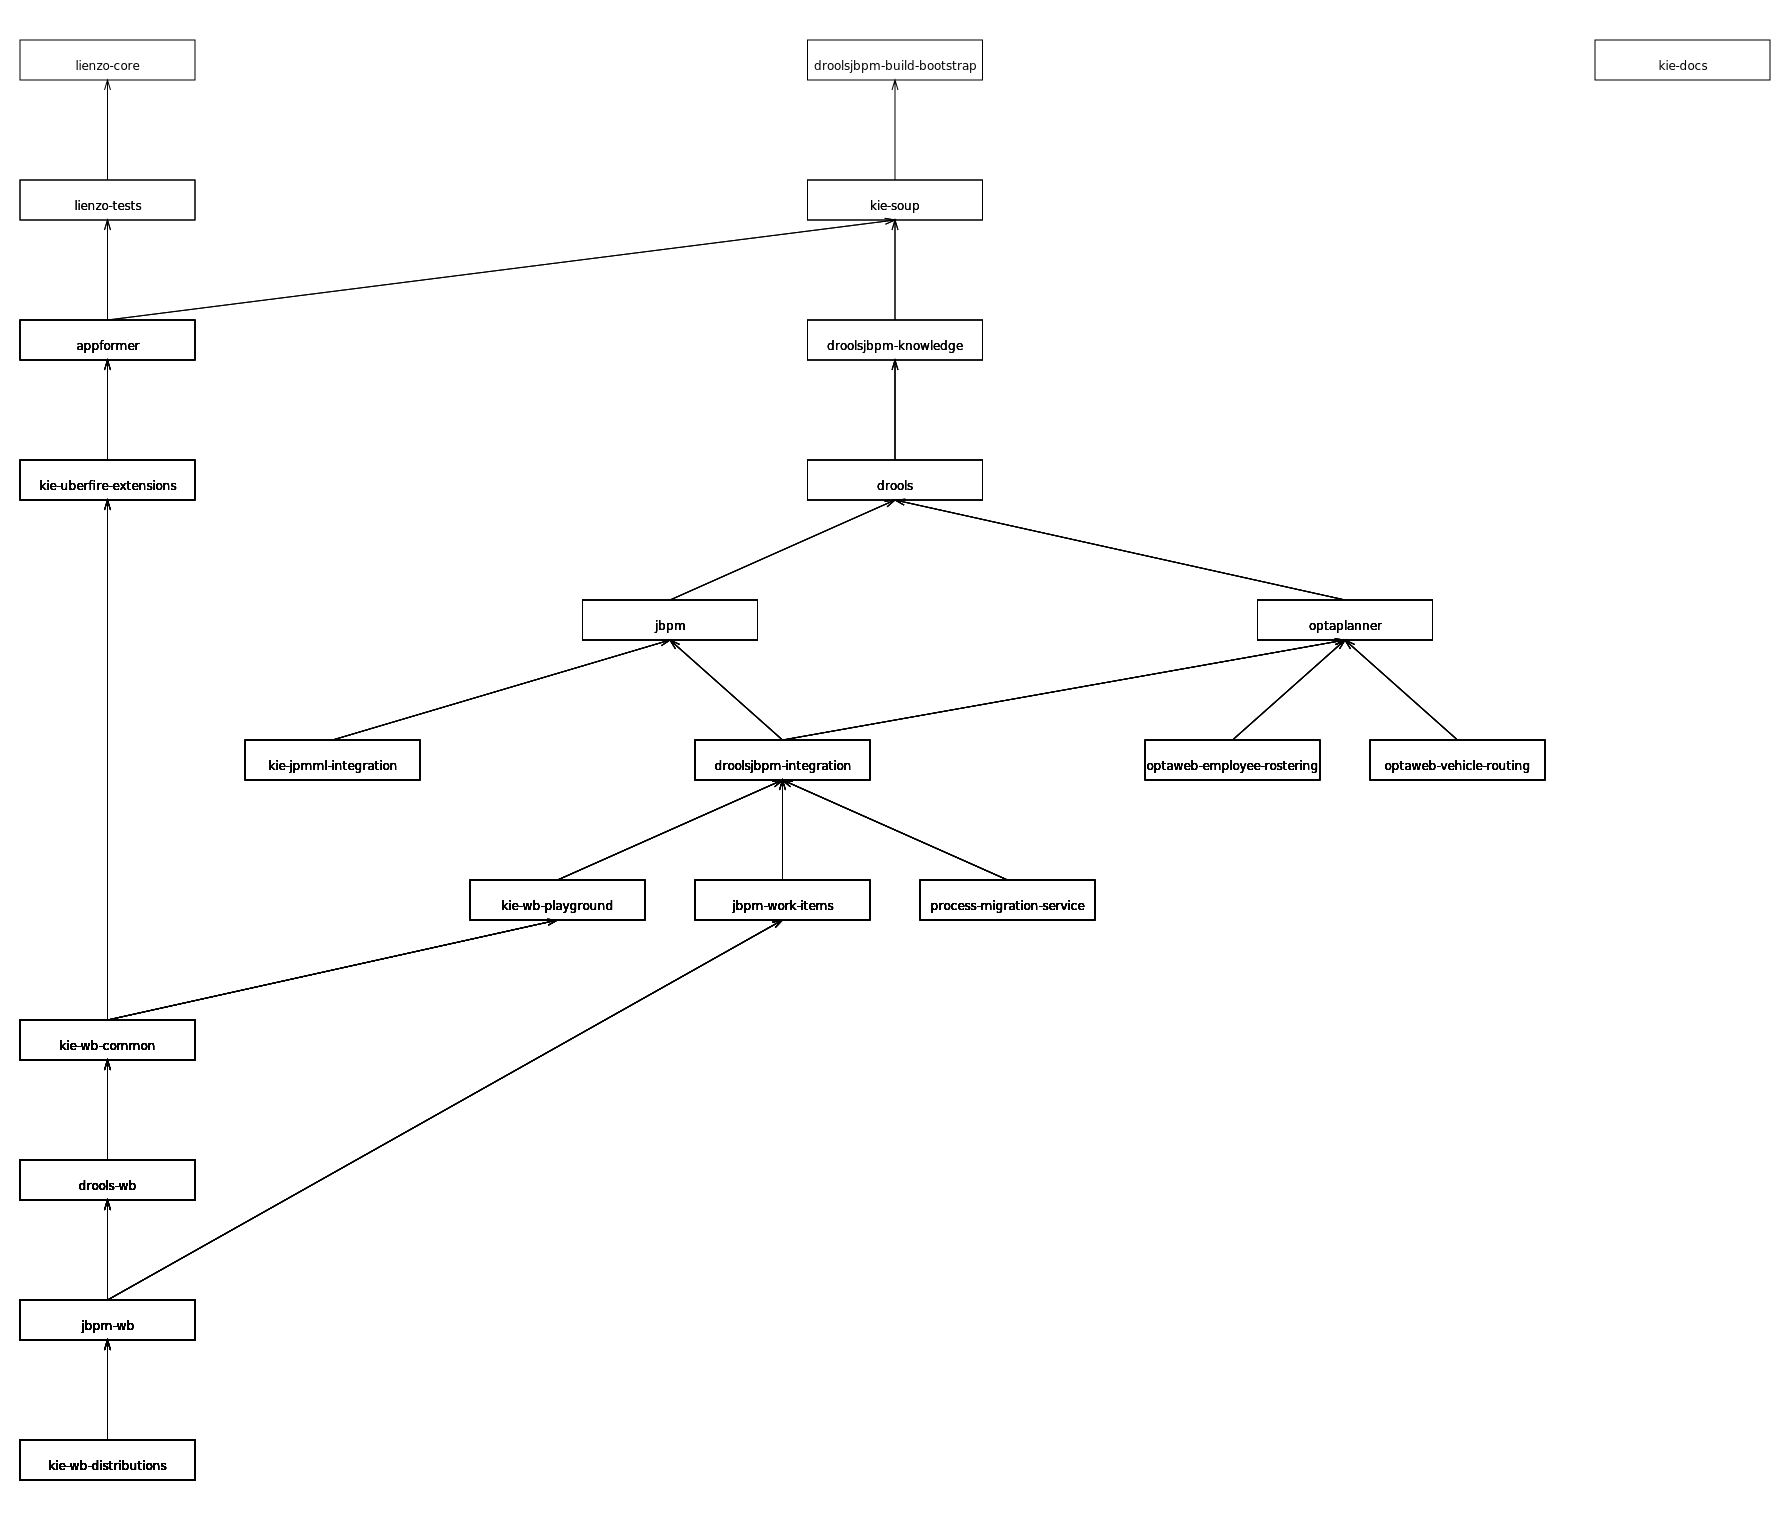 lienzo-core
droolsjbpm-build-bootstrap
kie-docs
lienzo-tests
kie-soup
appformer
droolsjbpm-knowledge
kie-uberfire-extensions
drools
jbpm
optaplanner
kie-jpmml-integration
droolsjbpm-integration
optaweb-employee-rostering
optaweb-vehicle-routing
kie-wb-playground
jbpm-work-items
process-migration-service
kie-wb-common
drools-wb
jbpm-wb
kie-wb-distributions